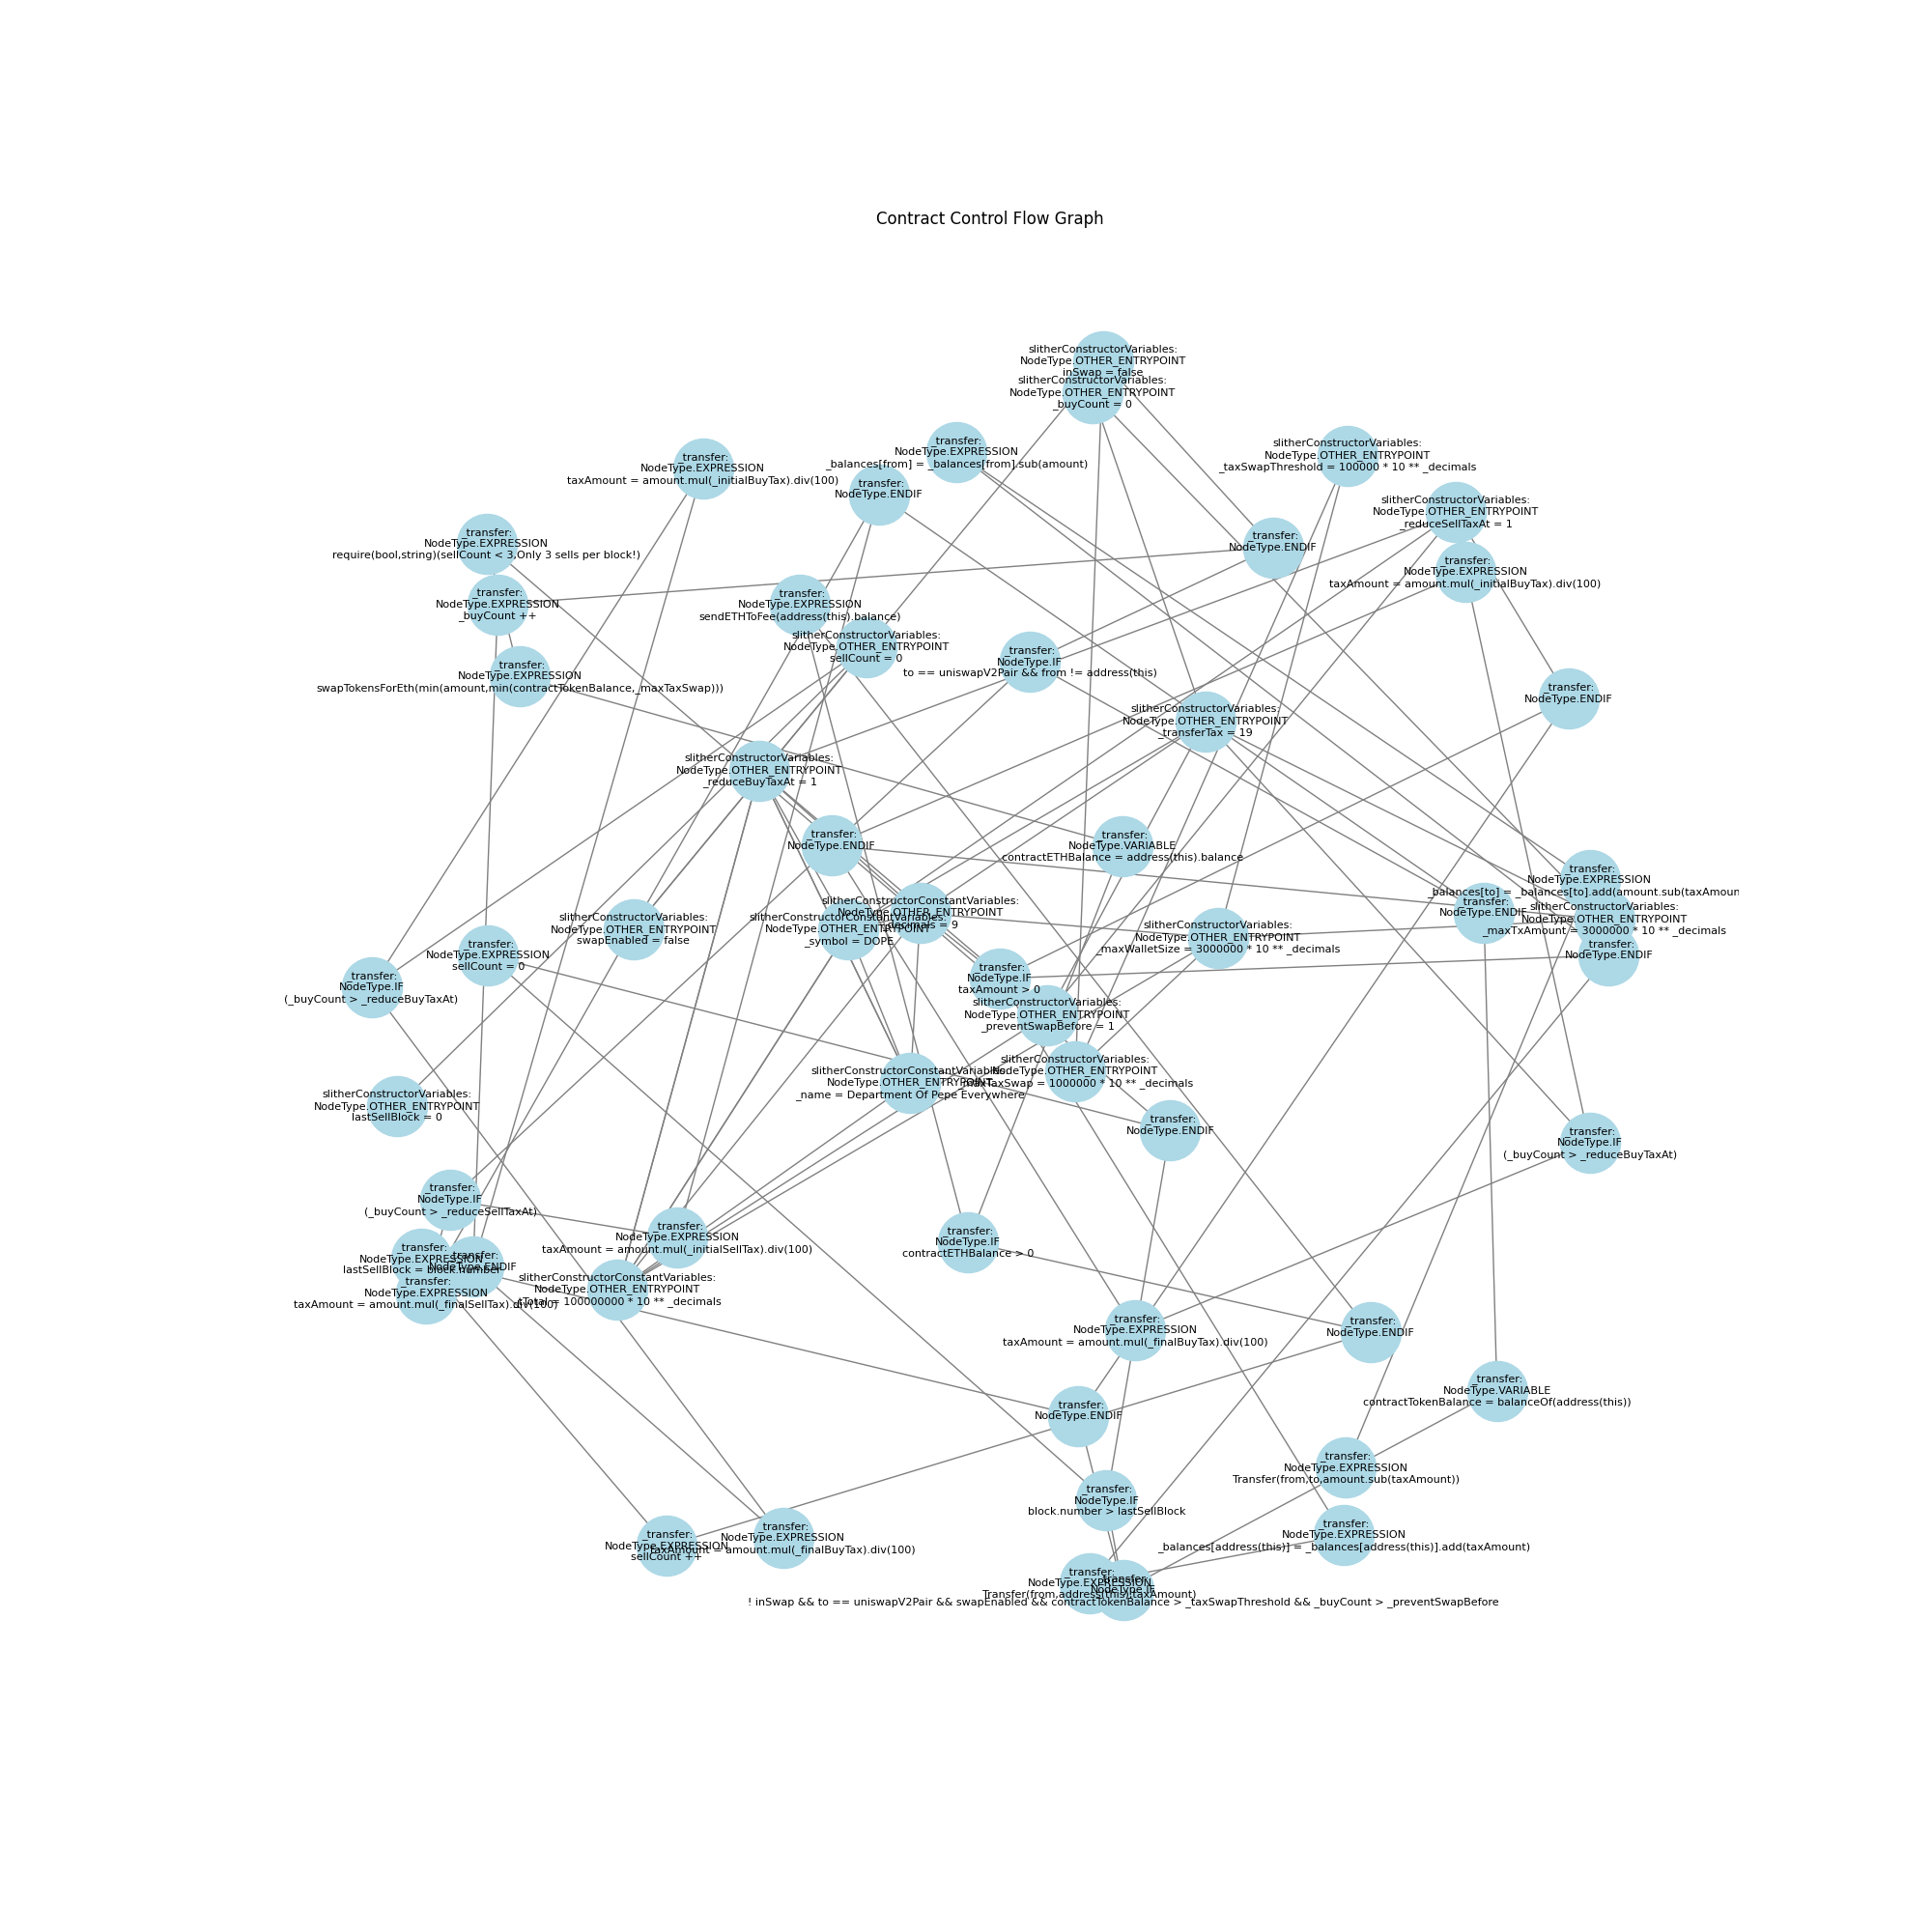 Contract Control Flow Graph
slitherConstructorVariables:
NodeType.OTHER_ENTRYPOINT
inSwap = false
slitherConstructorVariables:
NodeType.OTHER_ENTRYPOINT
_buyCount = 0
_transfer:
NodeType.EXPRESSION
_balances[from] = _balances[from].sub(amount)
slitherConstructorVariables:
NodeType.OTHER_ENTRYPOINT
_taxSwapThreshold = 100000 * 10 ** _decimals
_transfer:
NodeType.EXPRESSION
taxAmount = amount.mul(_initialBuyTax).div(100)
_transfer:
NodeType.ENDIF
slitherConstructorVariables:
NodeType.OTHER_ENTRYPOINT
_reduceSellTaxAt = 1
_transfer:
NodeType.EXPRESSION
require(bool,string)(sellCount < 3,Only 3 sells per block!)
_transfer:
NodeType.ENDIF
_transfer:
NodeType.EXPRESSION
taxAmount = amount.mul(_initialBuyTax).div(100)
_transfer:
NodeType.EXPRESSION
_buyCount ++
_transfer:
NodeType.EXPRESSION
sendETHToFee(address(this).balance)
slitherConstructorVariables:
NodeType.OTHER_ENTRYPOINT
sellCount = 0
_transfer:
NodeType.IF
to == uniswapV2Pair && from != address(this)
_transfer:
NodeType.EXPRESSION
swapTokensForEth(min(amount,min(contractTokenBalance,_maxTaxSwap)))
_transfer:
NodeType.ENDIF
slitherConstructorVariables:
NodeType.OTHER_ENTRYPOINT
_transferTax = 19
slitherConstructorVariables:
NodeType.OTHER_ENTRYPOINT
_reduceBuyTaxAt = 1
_transfer:
NodeType.ENDIF
_transfer:
NodeType.VARIABLE
contractETHBalance = address(this).balance
_transfer:
NodeType.EXPRESSION
_balances[to] = _balances[to].add(amount.sub(taxAmoun
slitherConstructorConstantVariables:
NodeType.OTHER_ENTRYPOINT
_decimals = 9
_transfer:
NodeType.ENDIF
slitherConstructorVariables:
NodeType.OTHER_ENTRYPOINT
_maxTxAmount = 3000000 * 10 ** _decimals
slitherConstructorVariables:
NodeType.OTHER_ENTRYPOINT
swapEnabled = false
slitherConstructorConstantVariables:
NodeType.OTHER_ENTRYPOINT
_symbol = DOPE
slitherConstructorVariables:
NodeType.OTHER_ENTRYPOINT
_maxWalletSize = 3000000 * 10 ** _decimals
_transfer:
NodeType.ENDIF
_transfer:
NodeType.EXPRESSION
sellCount = 0
_transfer:
NodeType.IF
(_buyCount > _reduceBuyTaxAt)
_transfer:
NodeType.IF
taxAmount > 0
slitherConstructorVariables:
NodeType.OTHER_ENTRYPOINT
_preventSwapBefore = 1
slitherConstructorVariables:
NodeType.OTHER_ENTRYPOINT
_maxTaxSwap = 1000000 * 10 ** _decimals
slitherConstructorConstantVariables:
NodeType.OTHER_ENTRYPOINT
_name = Department Of Pepe Everywhere
slitherConstructorVariables:
NodeType.OTHER_ENTRYPOINT
lastSellBlock = 0
_transfer:
NodeType.ENDIF
_transfer:
NodeType.IF
(_buyCount > _reduceBuyTaxAt)
_transfer:
NodeType.IF
(_buyCount > _reduceSellTaxAt)
_transfer:
NodeType.EXPRESSION
taxAmount = amount.mul(_initialSellTax).div(100)
_transfer:
NodeType.IF
contractETHBalance > 0
_transfer:
NodeType.EXPRESSION
lastSellBlock = block.number
_transfer:
NodeType.ENDIF
_transfer:
NodeType.EXPRESSION
taxAmount = amount.mul(_finalSellTax).div(100)
slitherConstructorConstantVariables:
NodeType.OTHER_ENTRYPOINT
_tTotal = 100000000 * 10 ** _decimals
_transfer:
NodeType.EXPRESSION
taxAmount = amount.mul(_finalBuyTax).div(100)
_transfer:
NodeType.ENDIF
_transfer:
NodeType.VARIABLE
contractTokenBalance = balanceOf(address(this))
_transfer:
NodeType.ENDIF
_transfer:
NodeType.EXPRESSION
Transfer(from,to,amount.sub(taxAmount))
_transfer:
NodeType.IF
block.number > lastSellBlock
_transfer:
NodeType.EXPRESSION
_balances[address(this)] = _balances[address(this)].add(taxAmount)
_transfer:
NodeType.EXPRESSION
taxAmount = amount.mul(_finalBuyTax).div(100)
_transfer:
NodeType.EXPRESSION
sellCount ++
_transfer:
NodeType.EXPRESSION
Transfer(from,address(this),taxAmount)
_transfer:
NodeType.IF
! inSwap && to == uniswapV2Pair && swapEnabled && contractTokenBalance > _taxSwapThreshold && _buyCount > _preventSwapBefore